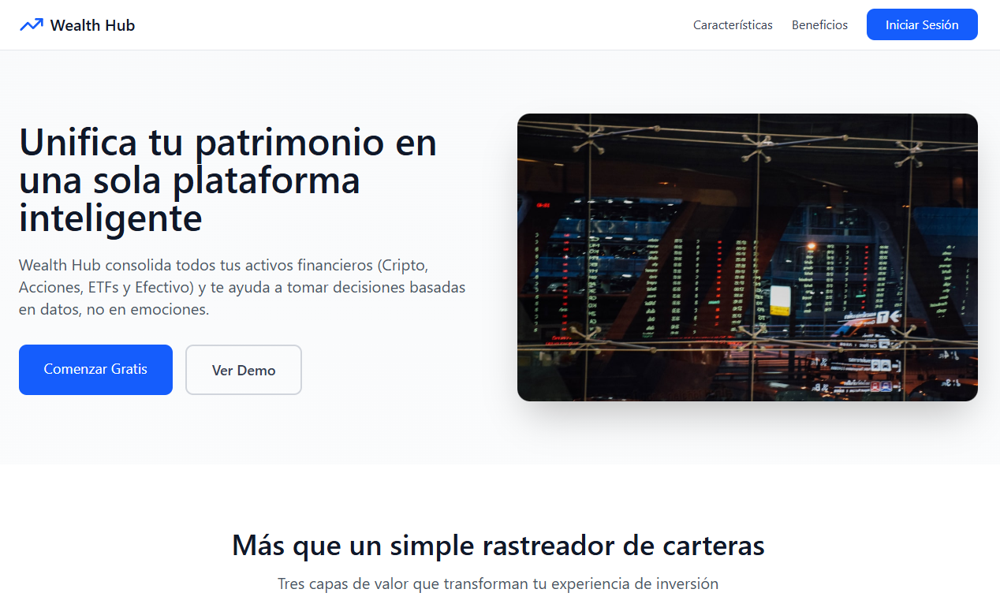 Wealth Hub
Características
Beneficios
Iniciar Sesión
Unifica tu patrimonio en
una sola plataforma
inteligente
Wealth Hub consolida todos tus activos financieros (Cripto,
Acciones, ETFs y Efectivo) y te ayuda a tomar decisiones basadas
en datos, no en emociones.
Comenzar Gratis
Ver Demo
Más que un simple rastreador de carteras
Tres capas de valor que transforman tu experiencia de inversión